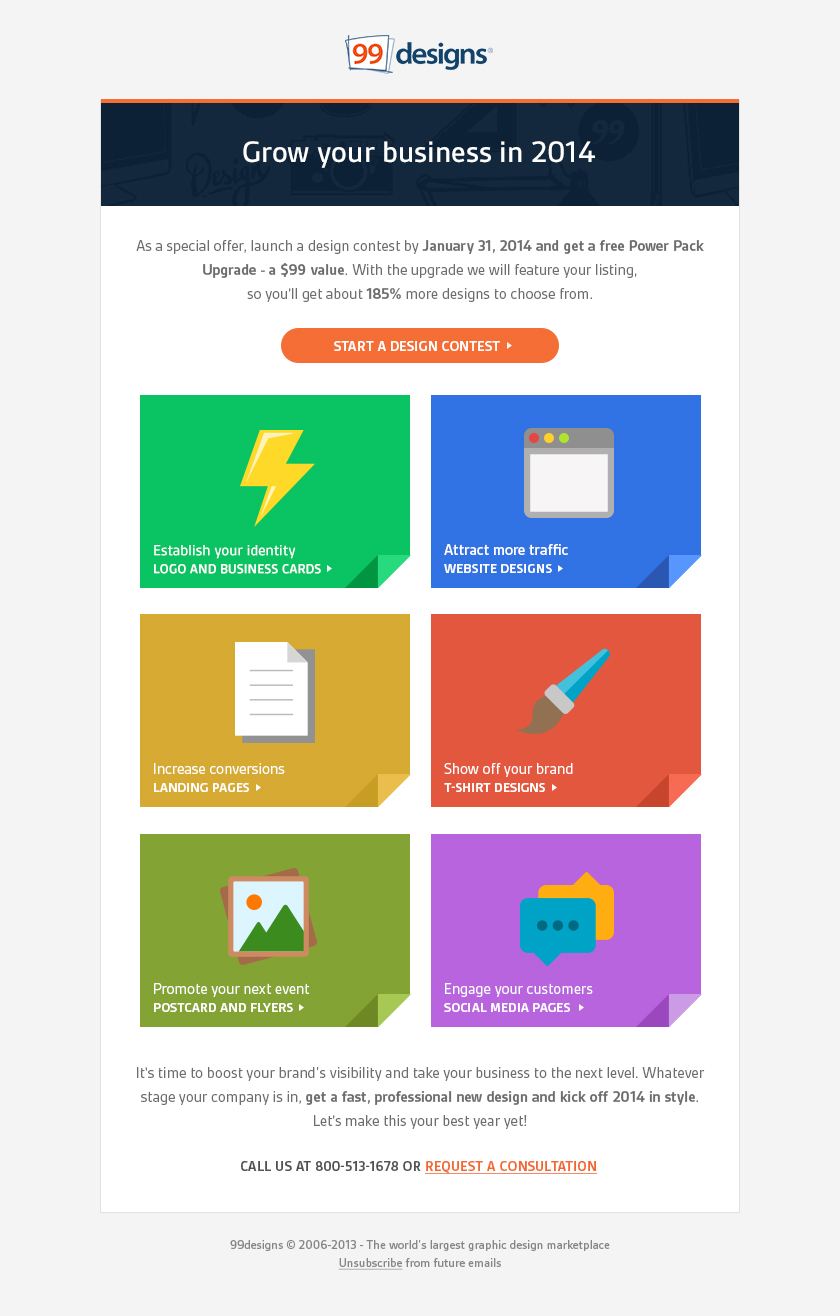 99designs®
Design
99
Grow your business in 2014
As a special offer, launch a design contest by January 31, 2014 and get a free Power Pack
Upgrade - a $99 value. With the upgrade we will feature your listing,
so you'll get about 185% more designs to choose from.
START A DESIGN CONTEST
Establish your identity
LOGO AND BUSINESS CARDS
Attract more traffic
WEBSITE DESIGNS
Increase conversions
LANDING PAGES
Show off your brand
T-SHIRT DESIGNS
Promote your next event
POSTCARD AND FLYERS
Engage your customers
SOCIAL MEDIA PAGES
It's time to boost your brand's visibility and take your business to the next level. Whatever
stage your company is in, get a fast, professional new design and kick off 2014 in style.
Let's make this your best year yet!
CALL US AT 800-513-1678 OR REQUEST A CONSULTATION
99designs © 2006-2013 - The world's largest graphic design marketplace
Unsubscribe from future emails